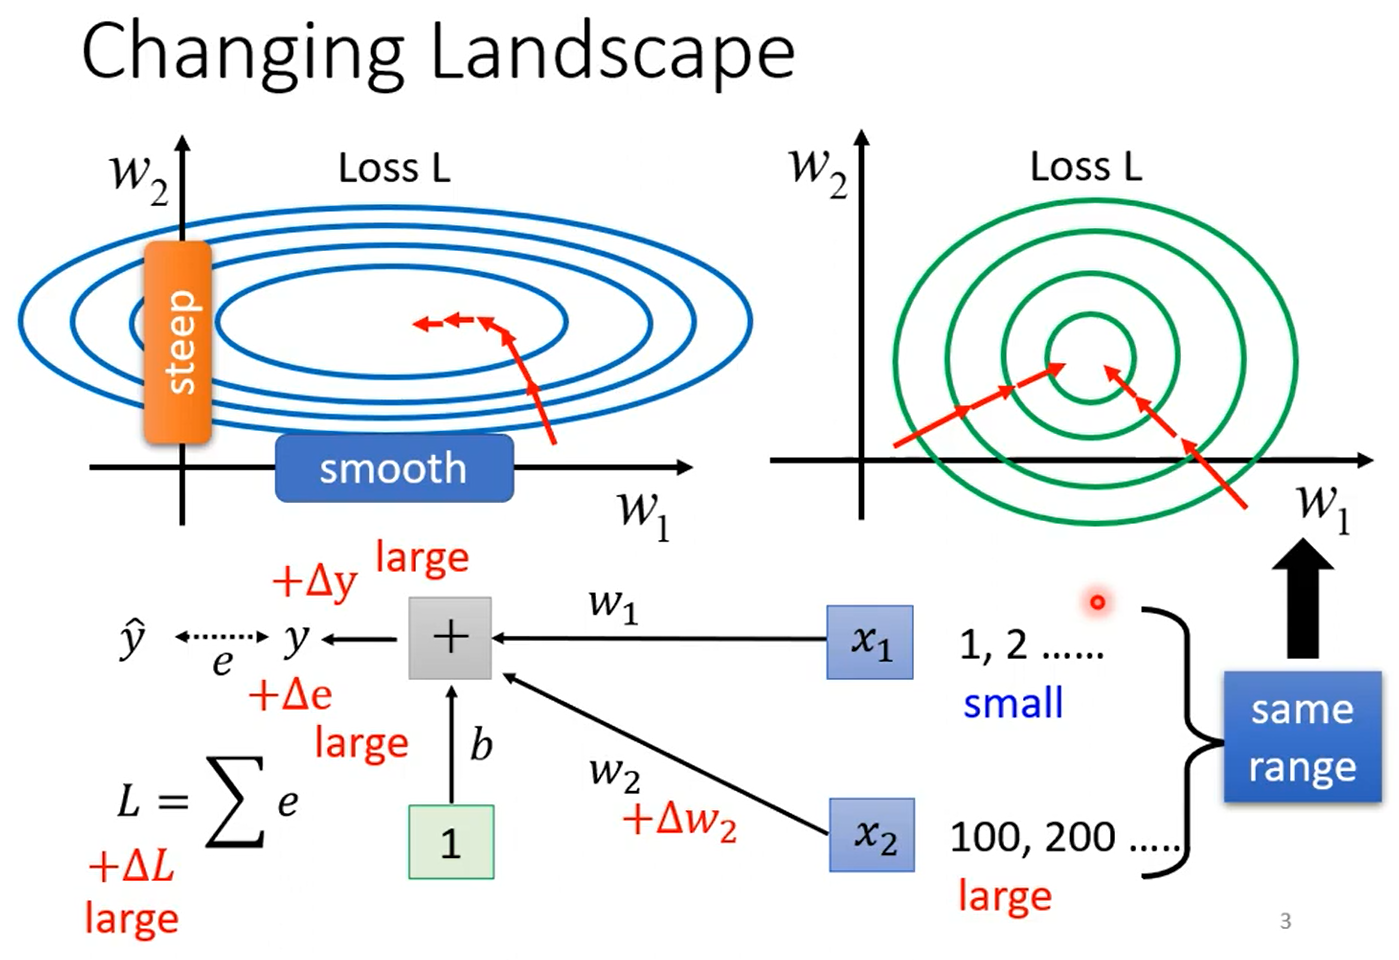 Changing Landscape
w₂
Loss L
steep
smooth
w₁
w₂
Loss L
w₁
large
+Δy
ŷ
e
y
+
w₁
x₁
1, 2 ......
small
+Δe
large
b
w₂
+Δw₂
x₂
100, 200 .....
large
same
range
L = ∑ e
+ΔL
large
1
3